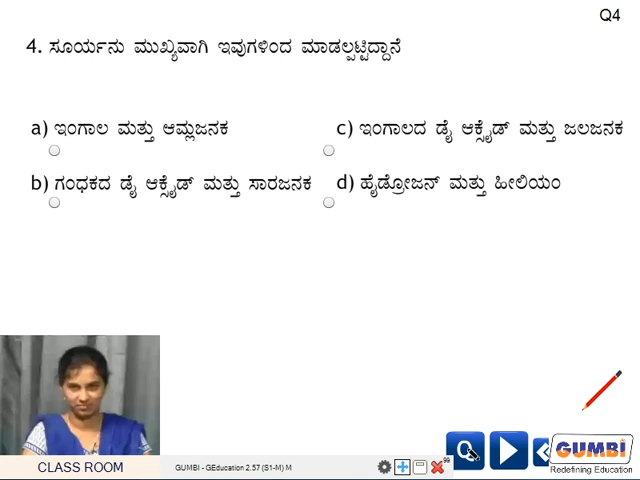 Q4
4. ಸೂರ್ಯನು ಮುಖ್ಯವಾಗಿ ಇವುಗಳಿಂದ ಮಾಡಲ್ಪಟ್ಟಿದ್ದಾನೆ
a) ಇಂಗಾಲ ಮತ್ತು ಆಮ್ಲಜನಕ
c) ಇಂಗಾಲದ ಡೈ ಆಕ್ಸೈಡ್ ಮತ್ತು ಜಲಜನಕ
b) ಗಂಧಕದ ಡೈ ಆಕ್ಸೈಡ್ ಮತ್ತು ಸಾರಜನಕ
d) ಹೈಡ್ರೋಜನ್ ಮತ್ತು ಹೀಲಿಯಂ
Q
GUMBi
Redefining Education
CLASS ROOM
GUMBI - GEducation 2.57 (S1-M) M
99